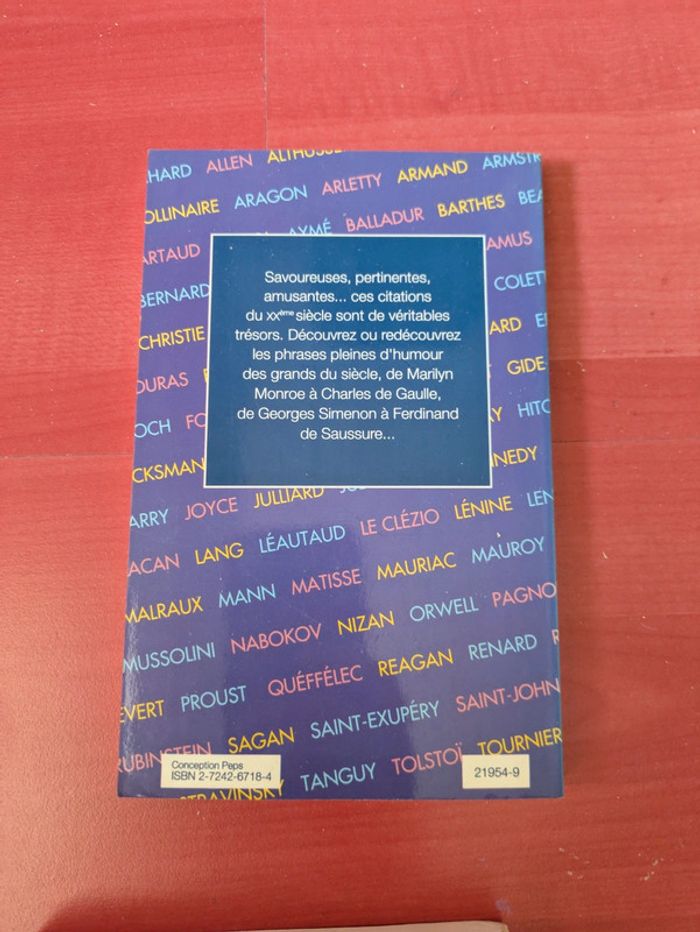 HARD ALLEN ALTHUSSE ARMSTR
OLLINAIRE ARAGON ARLETTY ARMAND
ARTAUD AYMÉ BALLADUR BARTHES BEA
BERNARD AMUS
CHRISTIE COLET
Savoureuses, pertinentes,
amusantes... ces citations
du XXème siècle sont de véritables
trésors. Découvrez ou redécouvrez
les phrases pleines d'humour
des grands du siècle, de Marilyn
Monroe à Charles de Gaulle,
de Georges Simenon à Ferdinand
de Saussure...
DURAS ARD
OCH FO GIDE
CKSMAN HITC
ARRY JOYCE JULLIARD NNEDY
ACAN LANG LÉAUTAUD LE CLÉZIO LÉNINE LEN
MALRAUX MANN MATISSE MAURIAC MAUROY
MUSSOLINI NABOKOV NIZAN ORWELL PAGNO
EVERT PROUST QUÉFFÉLEC REAGAN RENARD
RUBINSTEIN SAGAN SAINT-EXUPÉRY SAINT-JOHN
STRAVINSKY TANGUY TOLSTOÏ TOURNIER
Conception Peps
ISBN 2-7242-6718-4
21954-9